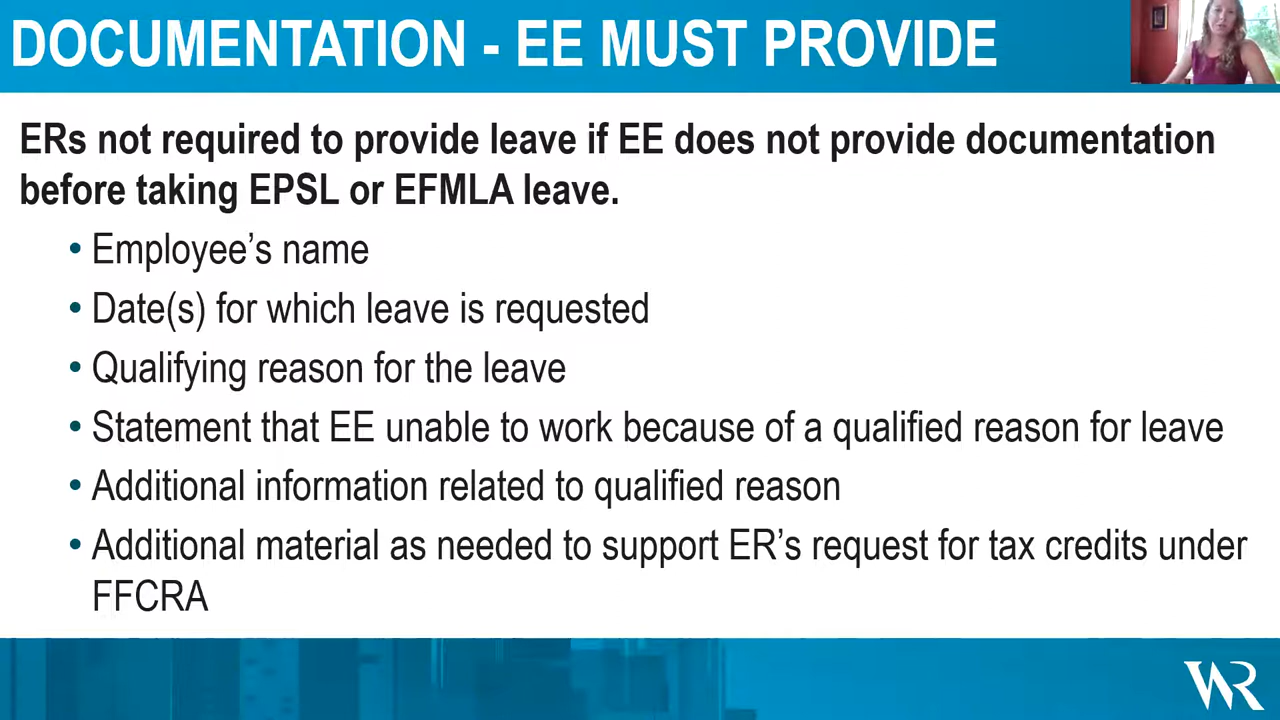 DOCUMENTATION - EE MUST PROVIDE
ERs not required to provide leave if EE does not provide documentation
before taking EPSL or EFMLA leave.
• Employee’s name
• Date(s) for which leave is requested
• Qualifying reason for the leave
• Statement that EE unable to work because of a qualified reason for leave
• Additional information related to qualified reason
• Additional material as needed to support ER’s request for tax credits under
FFCRA
WR